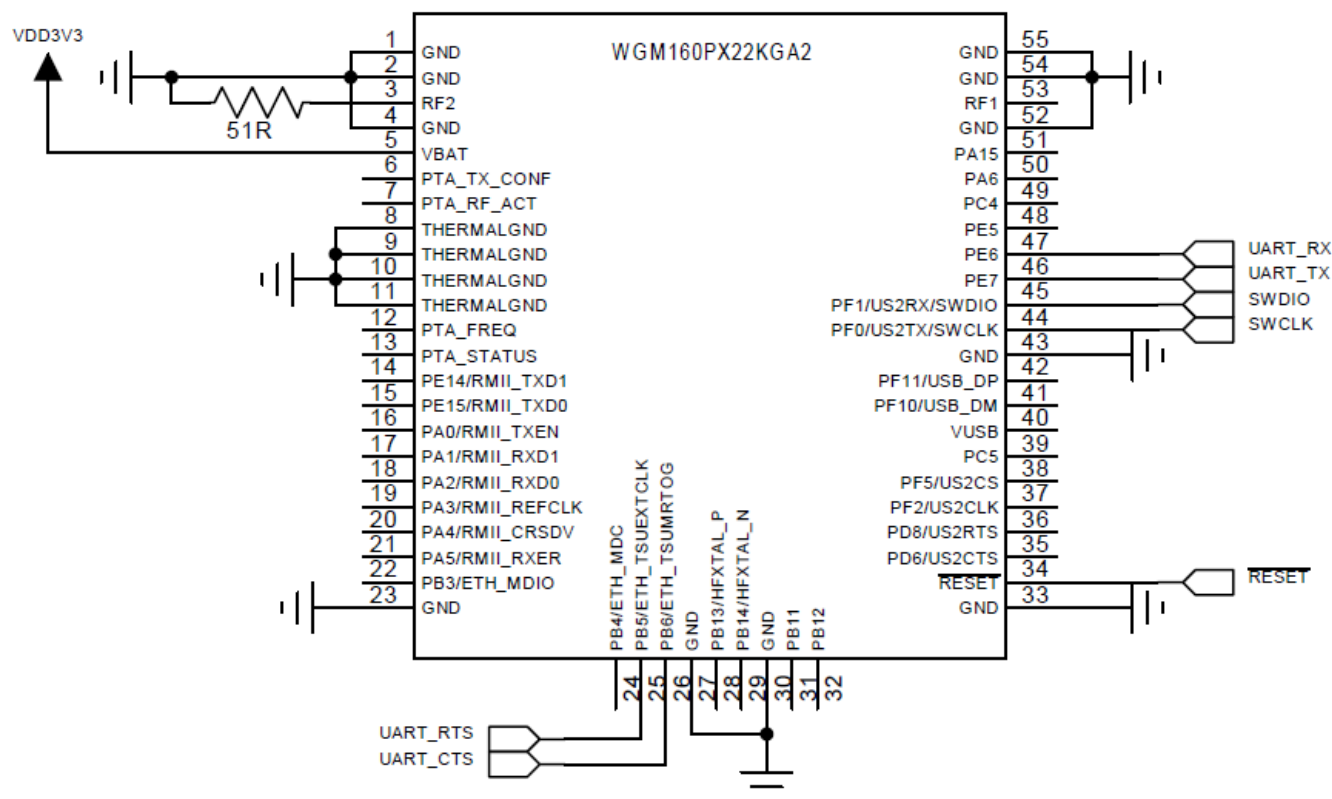 VDD3V3
WGM160PX22KGA2
51R
1 GND
2 GND
3 RF2
4 GND
5 VBAT
6 PTA_TX_CONF
7 PTA_RF_ACT
8 THERMALGND
9 THERMALGND
10 THERMALGND
11 THERMALGND
12 PTA_FREQ
13 PTA_STATUS
14 PE14/RMII_TXD1
15 PE15/RMII_TXD0
16 PA0/RMII_TXEN
17 PA1/RMII_RXD1
18 PA2/RMII_RXD0
19 PA3/RMII_REFCLK
20 PA4/RMII_CRSDV
21 PA5/RMII_RXER
22 PB3/ETH_MDIO
23 GND
PB4/ETH_MDC 24
PB5/ETH_TSUEXTCLK 25
PB6/ETH_TSUMRTOG 26
GND 27
PB13/HFXTAL_P 28
PB14/HFXTAL_N 29
GND 30
PB11 31
PB12 32
GND 55
GND 54
RF1 53
GND 52
PA15 51
PA6 50
PC4 49
PE5 48
PE6 47 UART_RX
PE7 46 UART_TX
PF1/US2RX/SWDIO 45 SWDIO
PF0/US2TX/SWCLK 44 SWCLK
GND 43
PF11/USB_DP 42
PF10/USB_DM 41
VUSB 40
PC5 39
PF5/US2CS 38
PF2/US2CLK 37
PD8/US2RTS 36
PD6/US2CTS 35
RESET 34 RESET
GND 33
UART_RTS
UART_CTS